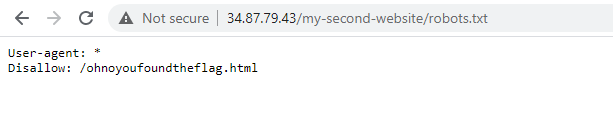 Not secure | 34.87.79.43/my-second-website/robots.txt
User-agent: *
Disallow: /ohnoyoufoundtheflag.html